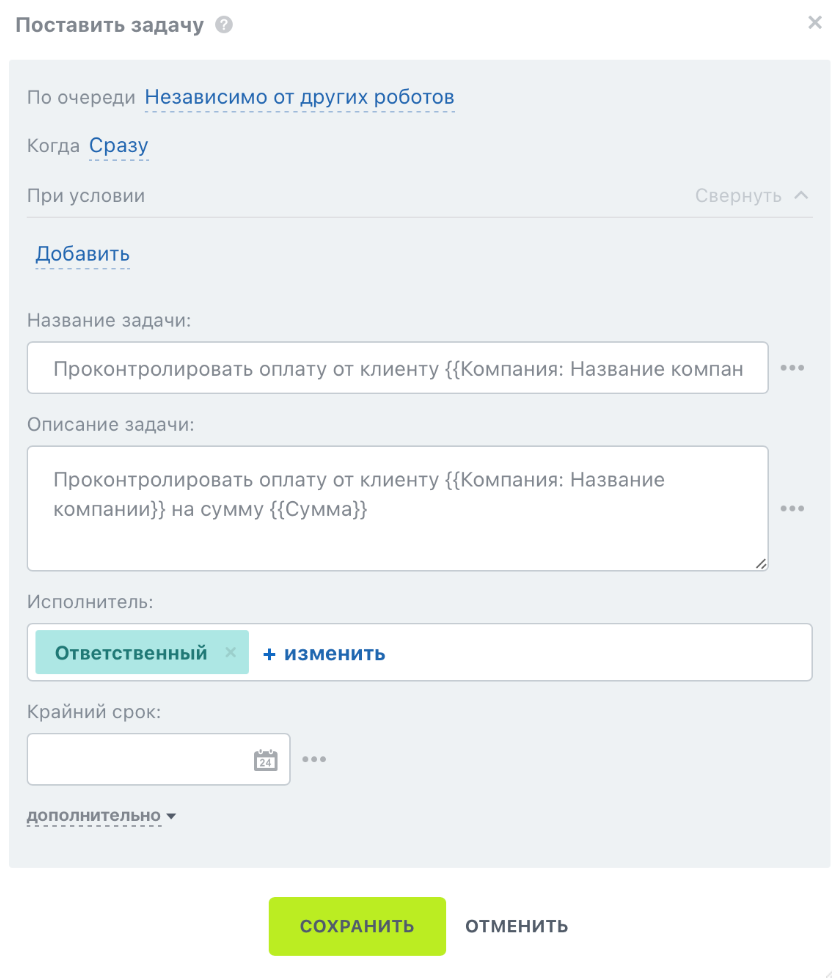 Поставить задачу ?
По очереди Независимо от других роботов
Когда Сразу
При условии Свернуть
Добавить
Название задачи:
Проконтролировать оплату от клиенту {{Компания: Название компан
Описание задачи:
Проконтролировать оплату от клиенту {{Компания: Название
компании}} на сумму {{Сумма}}
Исполнитель:
Ответственный × + изменить
Крайний срок:
24
дополнительно
СОХРАНИТЬ ОТМЕНИТЬ